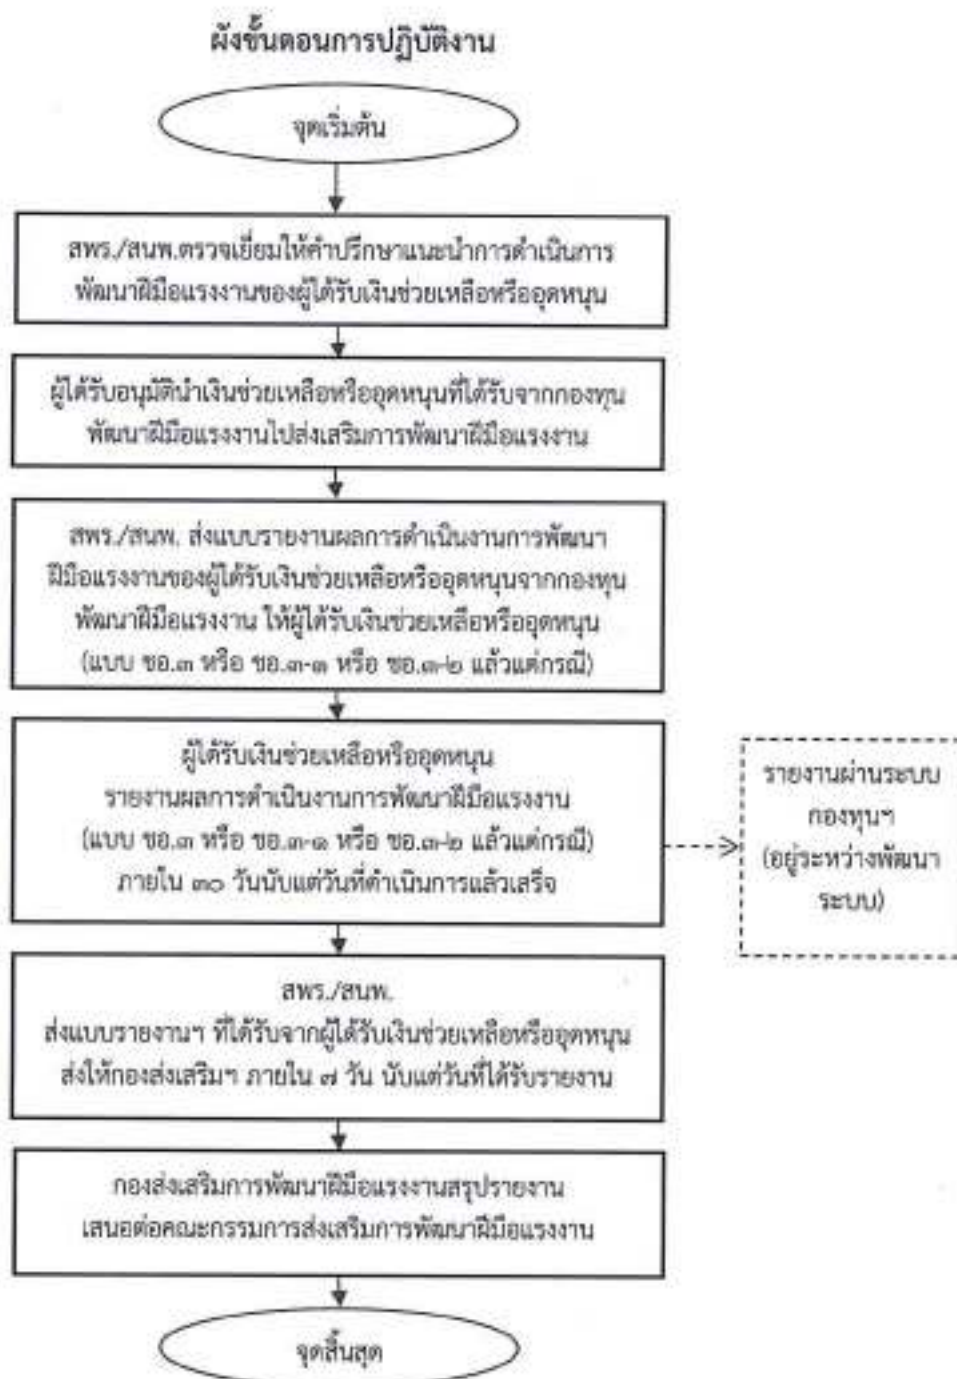 ผังขั้นตอนการปฏิบัติงาน
จุดเริ่มต้น
สพร./สนพ.ตรวจเยี่ยมให้คำปรึกษาแนะนำการดำเนินการ
พัฒนาฝีมือแรงงานของผู้ได้รับเงินช่วยเหลือหรืออุดหนุน
ผู้ได้รับอนุมัตินำเงินช่วยเหลือหรืออุดหนุนที่ได้รับจากกองทุน
พัฒนาฝีมือแรงงานไปส่งเสริมการพัฒนาฝีมือแรงงาน
สพร./สนพ. ส่งแบบรายงานผลการดำเนินงานการพัฒนา
ฝีมือแรงงานของผู้ได้รับเงินช่วยเหลือหรืออุดหนุนจากกองทุน
พัฒนาฝีมือแรงงาน ให้ผู้ได้รับเงินช่วยเหลือหรืออุดหนุน
(แบบ ชอ.๓ หรือ ชอ.๓-๑ หรือ ชอ.๓-๒ แล้วแต่กรณี)
ผู้ได้รับเงินช่วยเหลือหรืออุดหนุน
รายงานผลการดำเนินงานการพัฒนาฝีมือแรงงาน
(แบบ ชอ.๓ หรือ ชอ.๓-๑ หรือ ชอ.๓-๒ แล้วแต่กรณี)
ภายใน ๓๐ วันนับแต่วันที่ดำเนินการแล้วเสร็จ
รายงานผ่านระบบ
กองทุนฯ
(อยู่ระหว่างพัฒนา
ระบบ)
สพร./สนพ.
ส่งแบบรายงานฯ ที่ได้รับจากผู้ได้รับเงินช่วยเหลือหรืออุดหนุน
ส่งให้กองส่งเสริมฯ ภายใน ๗ วัน นับแต่วันที่ได้รับรายงาน
กองส่งเสริมการพัฒนาฝีมือแรงงานสรุปรายงาน
เสนอต่อคณะกรรมการส่งเสริมการพัฒนาฝีมือแรงงาน
จุดสิ้นสุด